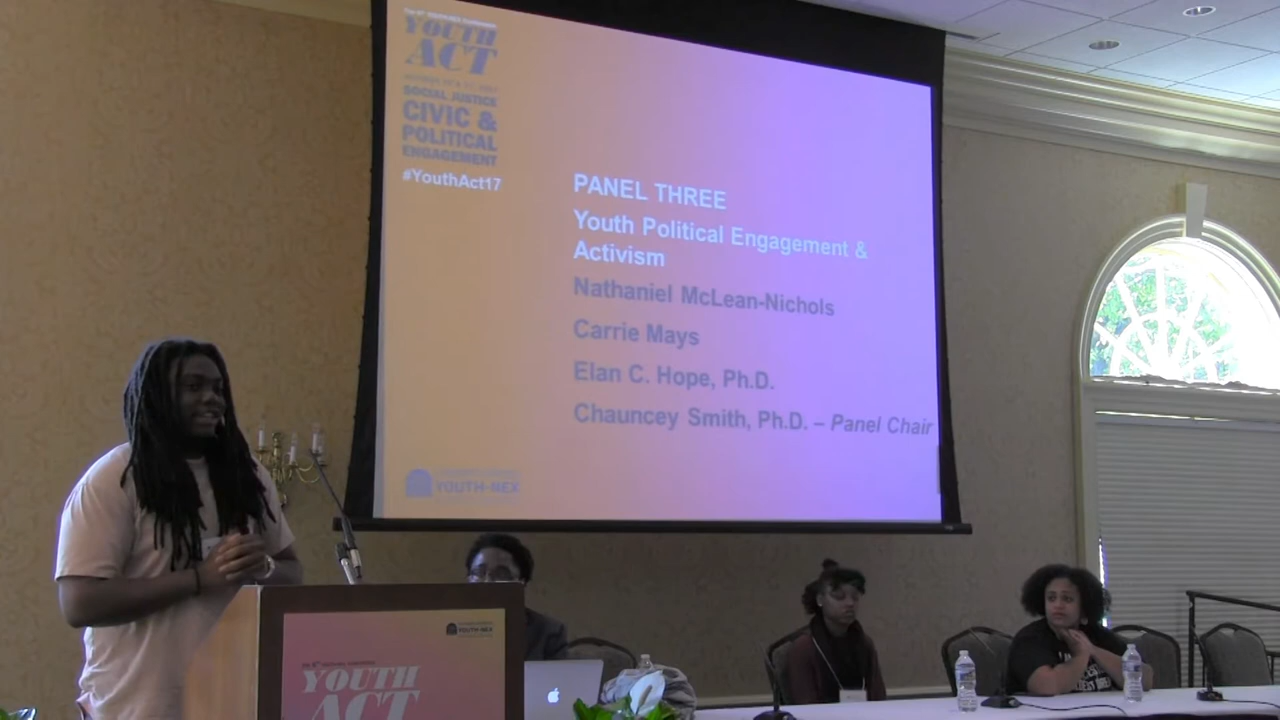 YOUTH
ACT
SOCIAL JUSTICE
CIVIC &
POLITICAL
ENGAGEMENT
#YouthAct17
PANEL THREE
Youth Political Engagement &
Activism
Nathaniel McLean-Nichols
Carrie Mays
Elan C. Hope, Ph.D.
Chauncey Smith, Ph.D. – Panel Chair
YOUTH-NEX
YOUTH-NEX
YOUTH
ACT